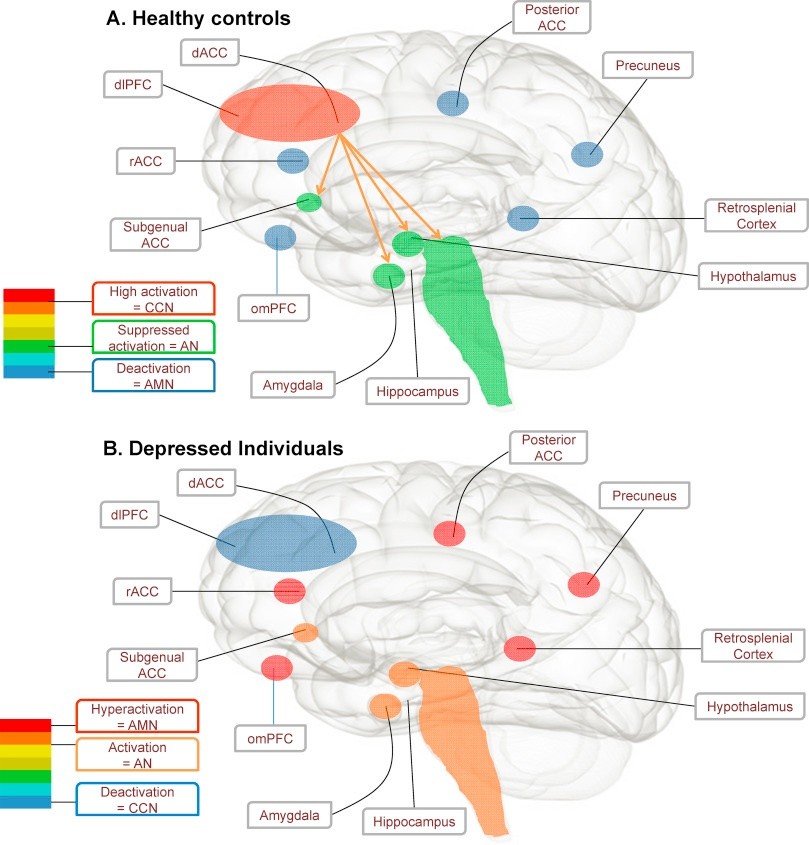 A. Healthy controls
Posterior
ACC
dACC
Precuneus
dlPFC
rACC
Retrosplenial
Cortex
Subgenual
ACC
Hypothalamus
omPFC
High activation
= CCN
Suppressed
activation = AN
Deactivation
= AMN
Amygdala
Hippocampus
B. Depressed Individuals
Posterior
ACC
dACC
Precuneus
dlPFC
rACC
Retrosplenial
Cortex
Subgenual
ACC
Hypothalamus
omPFC
Hyperactivation
= AMN
Activation
= AN
Deactivation
= CCN
Amygdala
Hippocampus